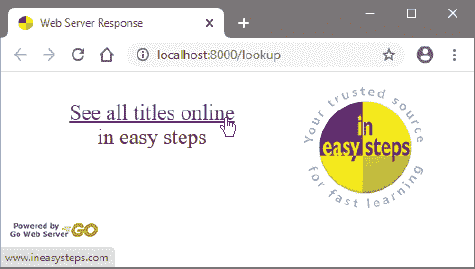 Web Server Response
localhost:8000/lookup
See all titles online
in easy steps
Your trusted source
in
easy steps
for fast learning
Powered by
Go Web Server GO
www.ineasysteps.com